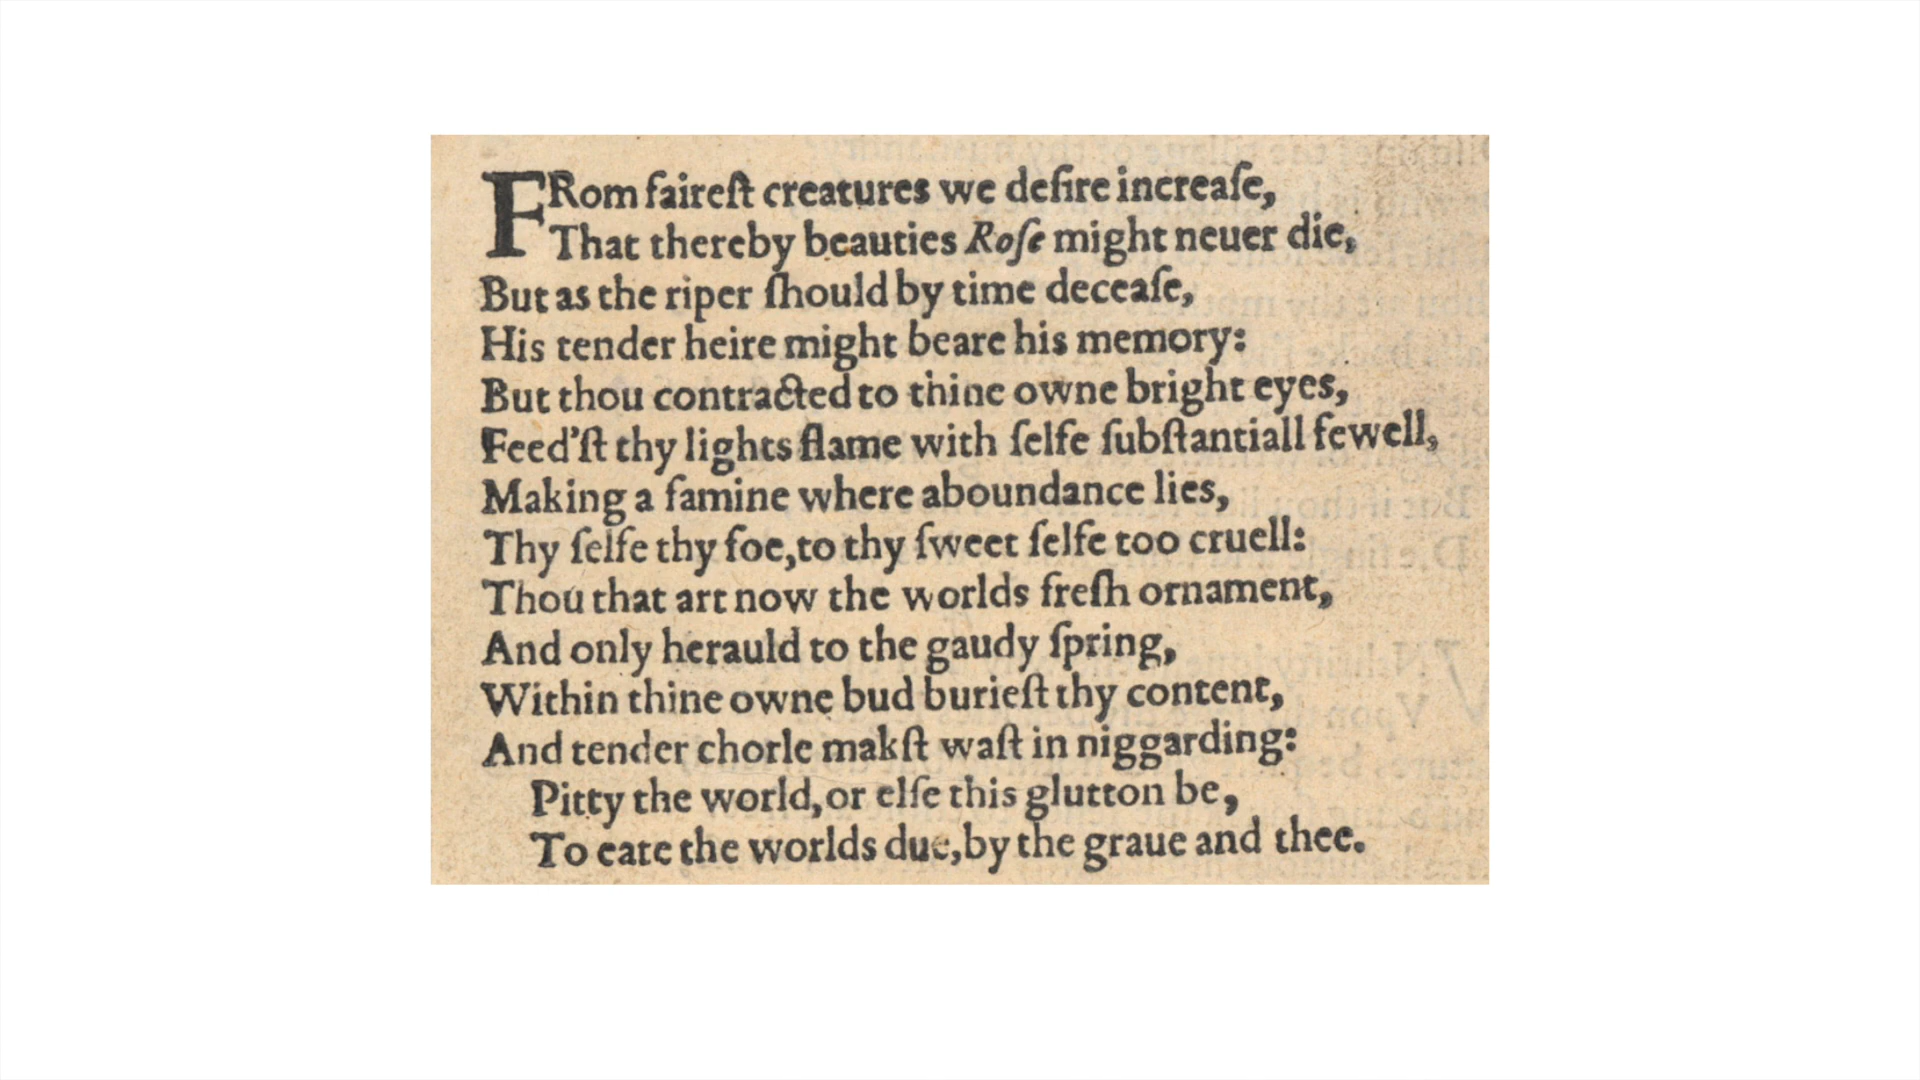 FRom faireſt creatures we deſire increaſe,
That thereby beauties Roſe might neuer die,
But as the riper ſhould by time deceaſe,
His tender heire might beare his memory:
But thou contracted to thine owne bright eyes,
Feed'ſt thy lights flame with ſelfe ſubſtantiall fewell,
Making a famine where aboundance lies,
Thy ſelfe thy foe,to thy ſweet ſelfe too cruell:
Thou that art now the worlds freſh ornament,
And only herauld to the gaudy ſpring,
Within thine owne bud burieſt thy content,
And tender chorle makſt waſt in niggarding:
Pitty the world,or elſe this glutton be,
To eate the worlds due,by the graue and thee.